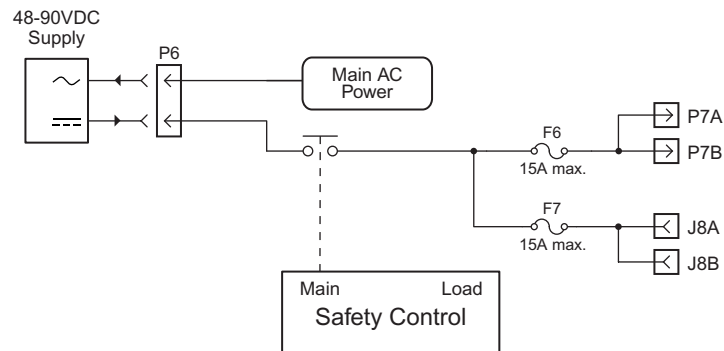 48-90VDC
Supply
P6
Main AC
Power
F6
15A max.
P7A
P7B
F7
15A max.
J8A
J8B
Main
Load
Safety Control